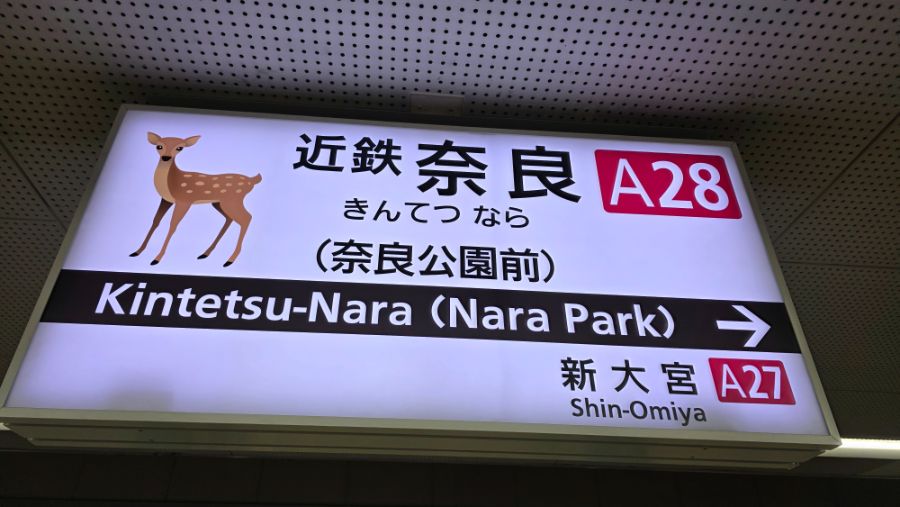 近鉄 奈良 A28
きんてつ なら
(奈良公園前)
Kintetsu-Nara (Nara Park) →
新大宮 A27
Shin-Omiya